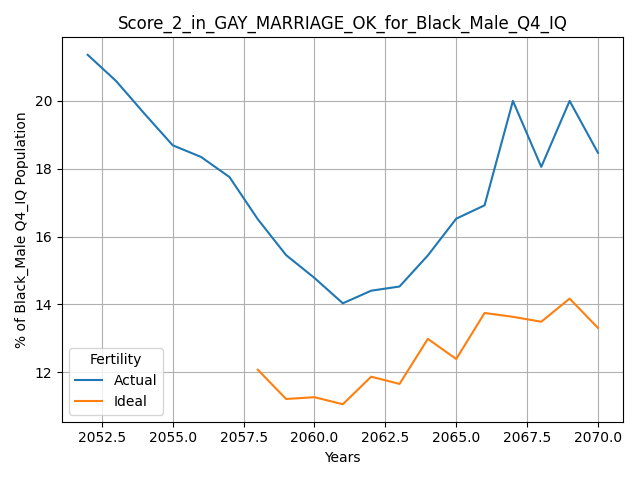 Score_2_in_GAY_MARRIAGE_OK_for_Black_Male_Q4_IQ
% of Black_Male Q4_IQ Population
20
18
16
14
12
Fertility
Actual
Ideal
2052.5 2055.0 2057.5 2060.0 2062.5 2065.0 2067.5 2070.0
Years